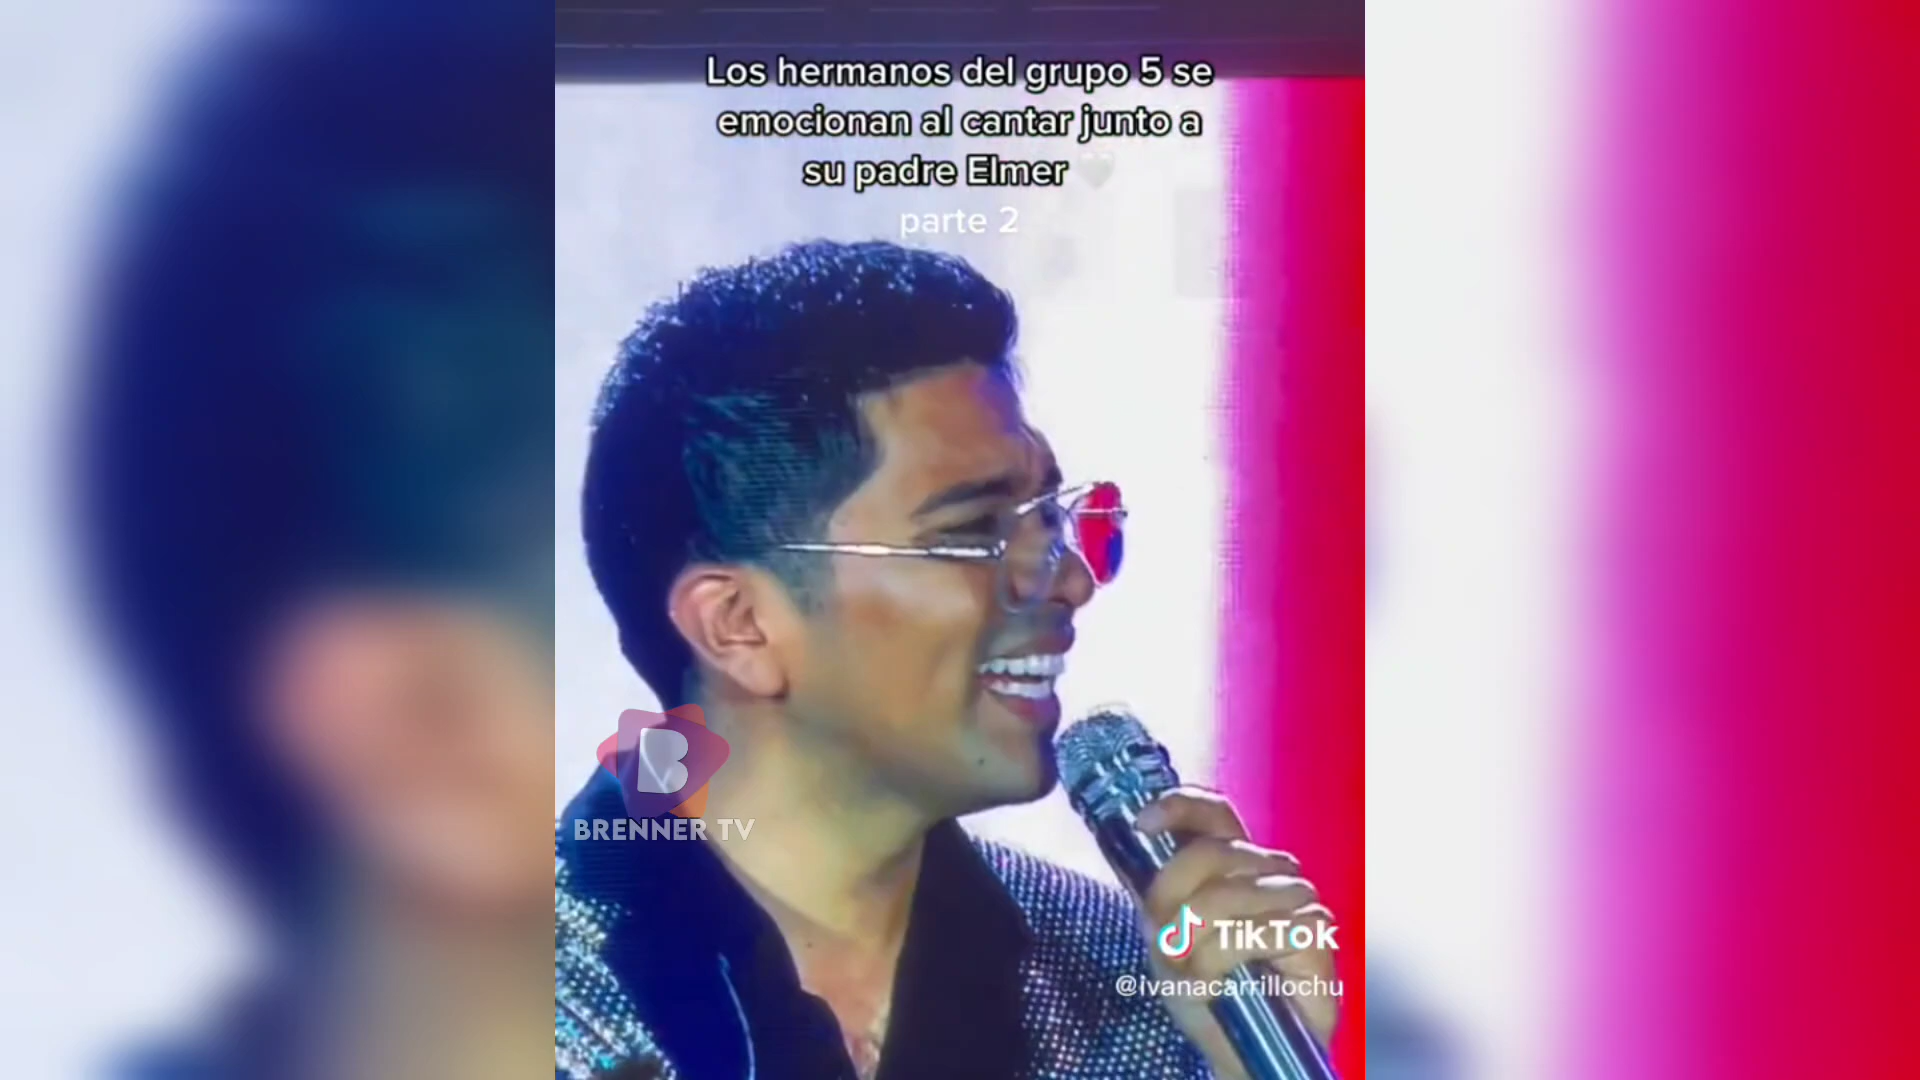 Los hermanos del grupo 5 se
emocionan al cantar junto a
su padre Elmer
parte 2
B
BRENNER TV
TikTok
@ivanacarrillochu